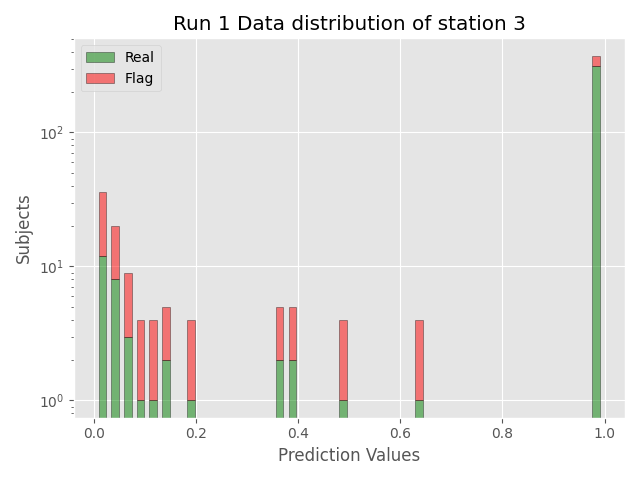 Run 1 Data distribution of station 3
Real
Flag
10²
10¹
10⁰
Subjects
0.0 0.2 0.4 0.6 0.8 1.0
Prediction Values